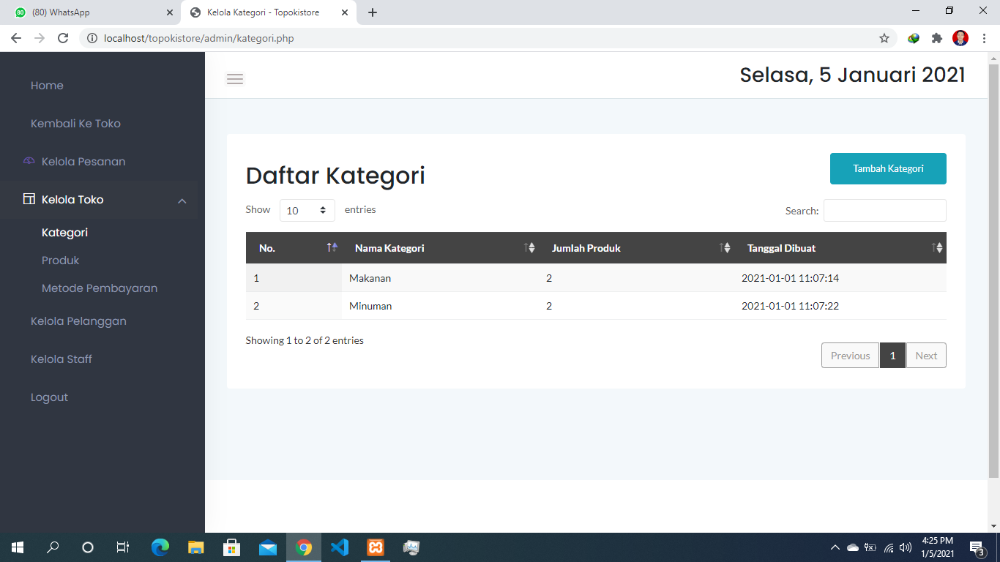 (80) WhatsApp
Kelola Kategori - Topokistore
localhost/topokistore/admin/kategori.php
Home
Kembali Ke Toko
Kelola Pesanan
Kelola Toko
Kategori
Produk
Metode Pembayaran
Kelola Pelanggan
Kelola Staff
Logout
Selasa, 5 Januari 2021
Daftar Kategori
Tambah Kategori
Show 10 entries
Search:
No. Nama Kategori Jumlah Produk Tanggal Dibuat
1 Makanan 2 2021-01-01 11:07:14
2 Minuman 2 2021-01-01 11:07:22
Showing 1 to 2 of 2 entries
Previous 1 Next
4:25 PM
1/5/2021
3